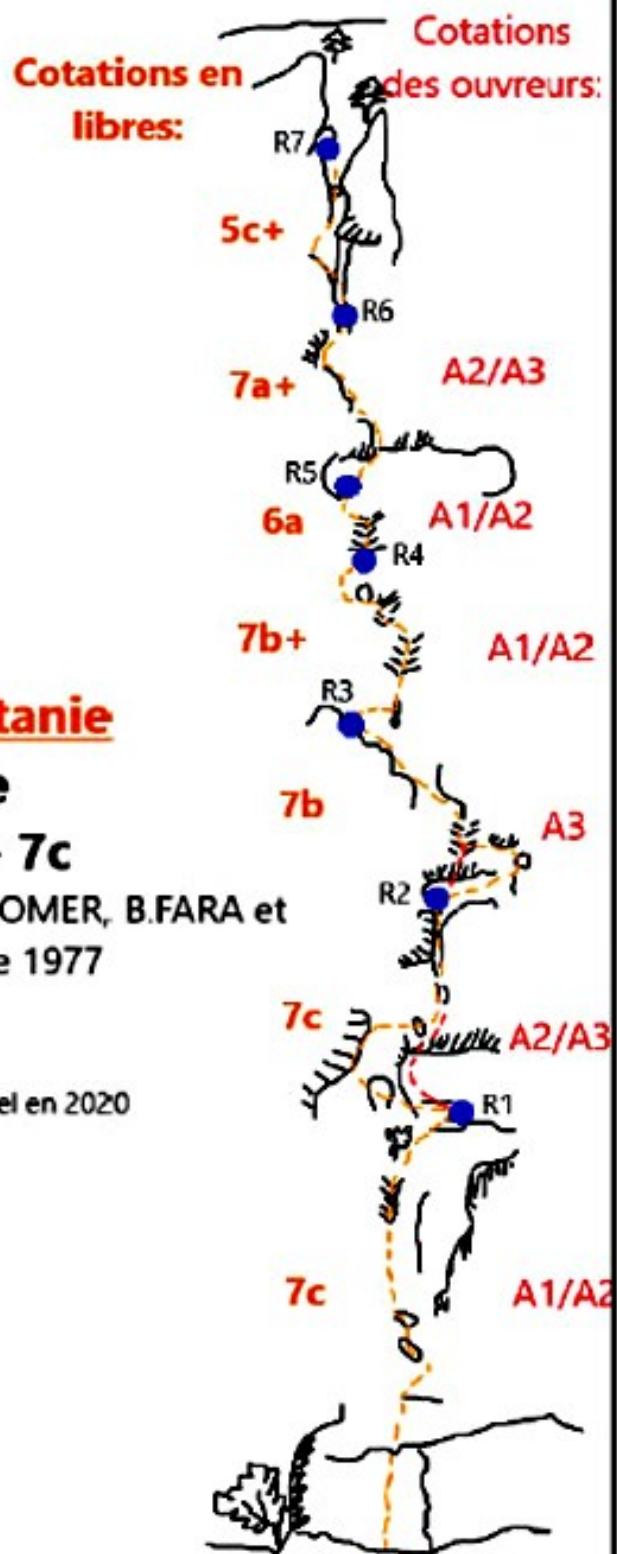 Cotations
des ouvreurs:
Cotations en
libres:
R7
5c+
R6
7a+
A2/A3
R5
6a
A1/A2
R4
7b+
A1/A2
R3
7b
A3
7c
OMER, B.FARA et
R2
1977
7c
A2/A3
en 2020
R1
7c
A1/A2